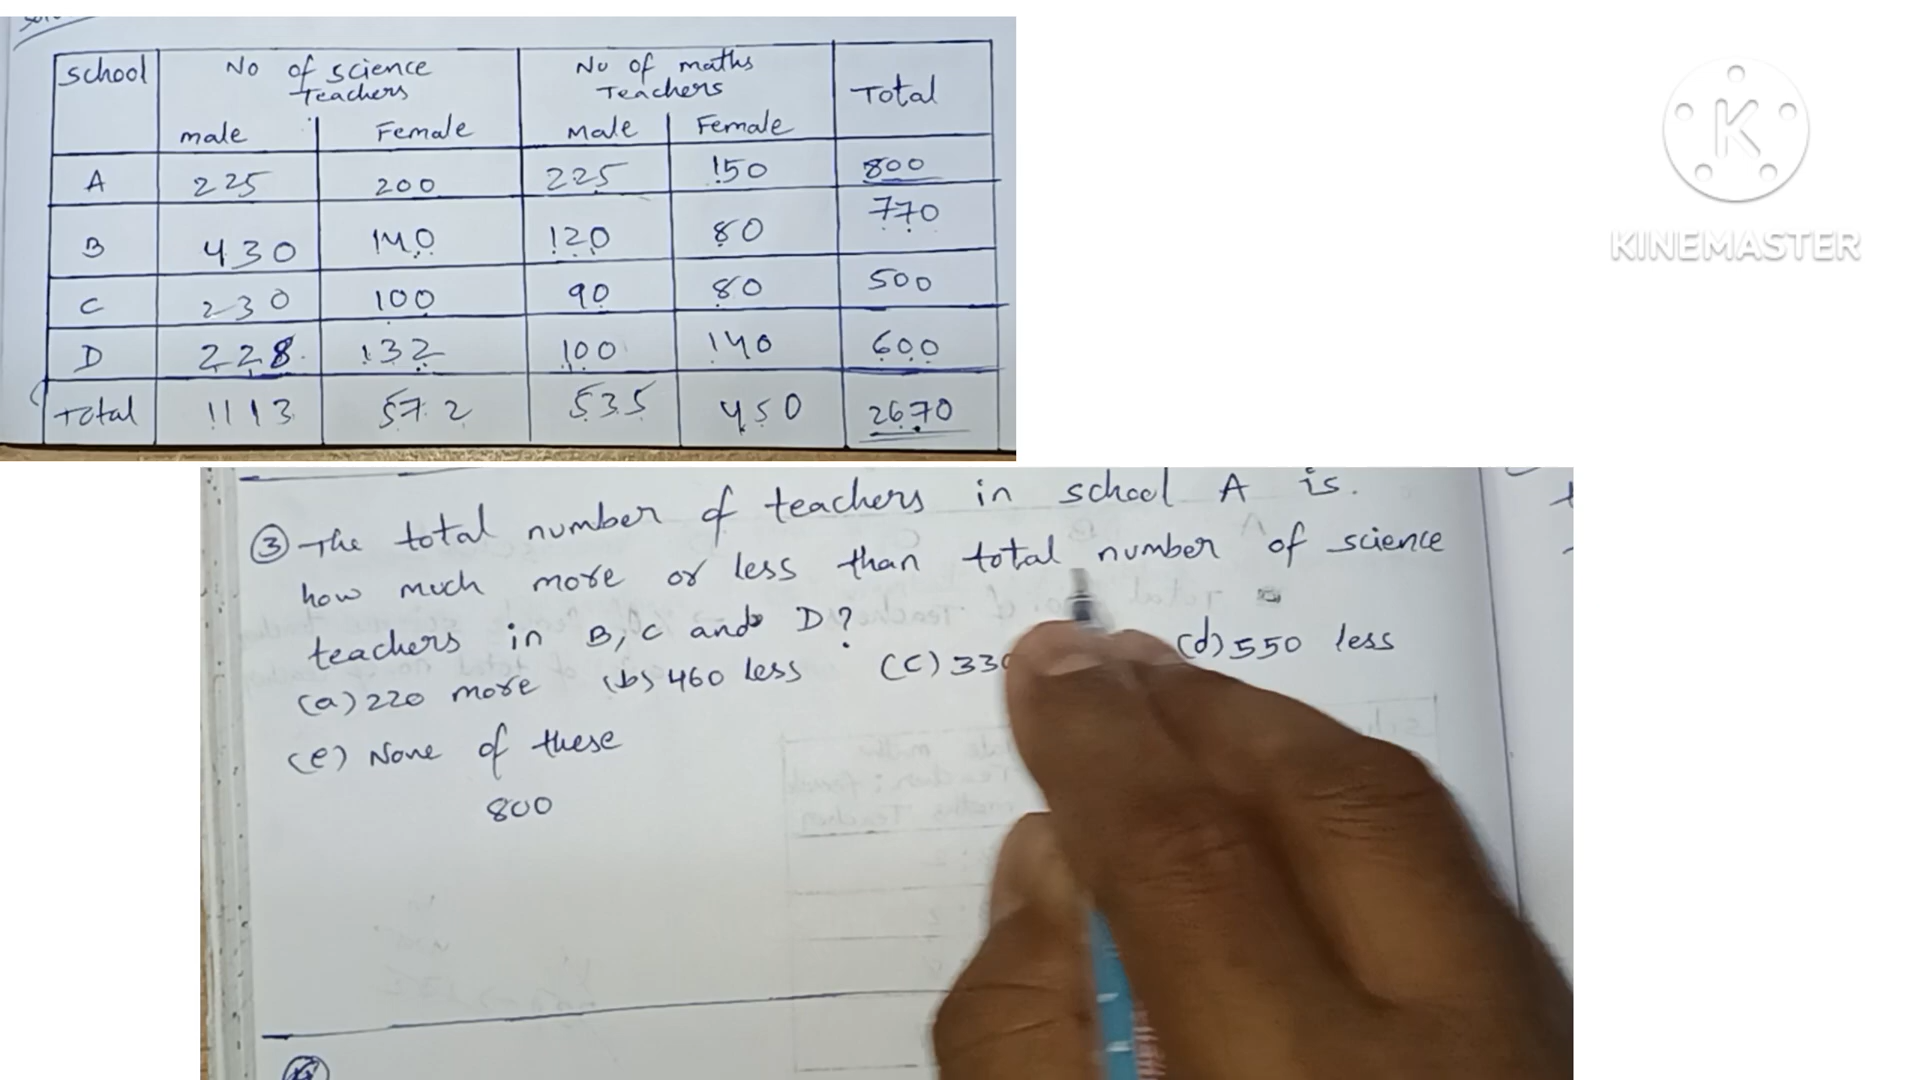 School No of science Teachers No of maths Teachers Total
male Female Male Female
A 225 200 225 150 800
B 430 140 120 80 770
C 230 100 90 80 500
D 228 132 100 140 600
Total 1113 572 535 450 2670
K
KINEMASTER
③ The total number of teachers in school A is.
how much more or less than total number of science
teachers in B, C and D?
(a) 220 more (b) 460 less (C) 330 (d) 550 less
(e) None of these
800